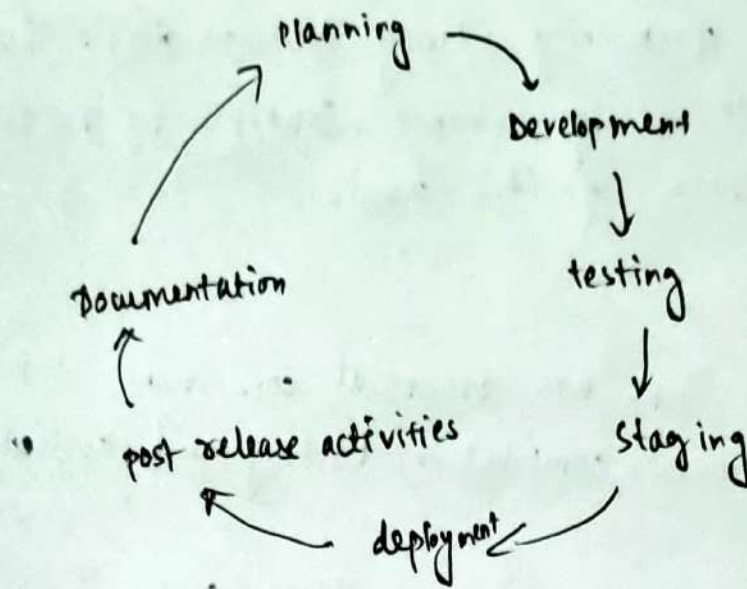 planning
Development
testing
Staging
deployment
post release activities
Documentation